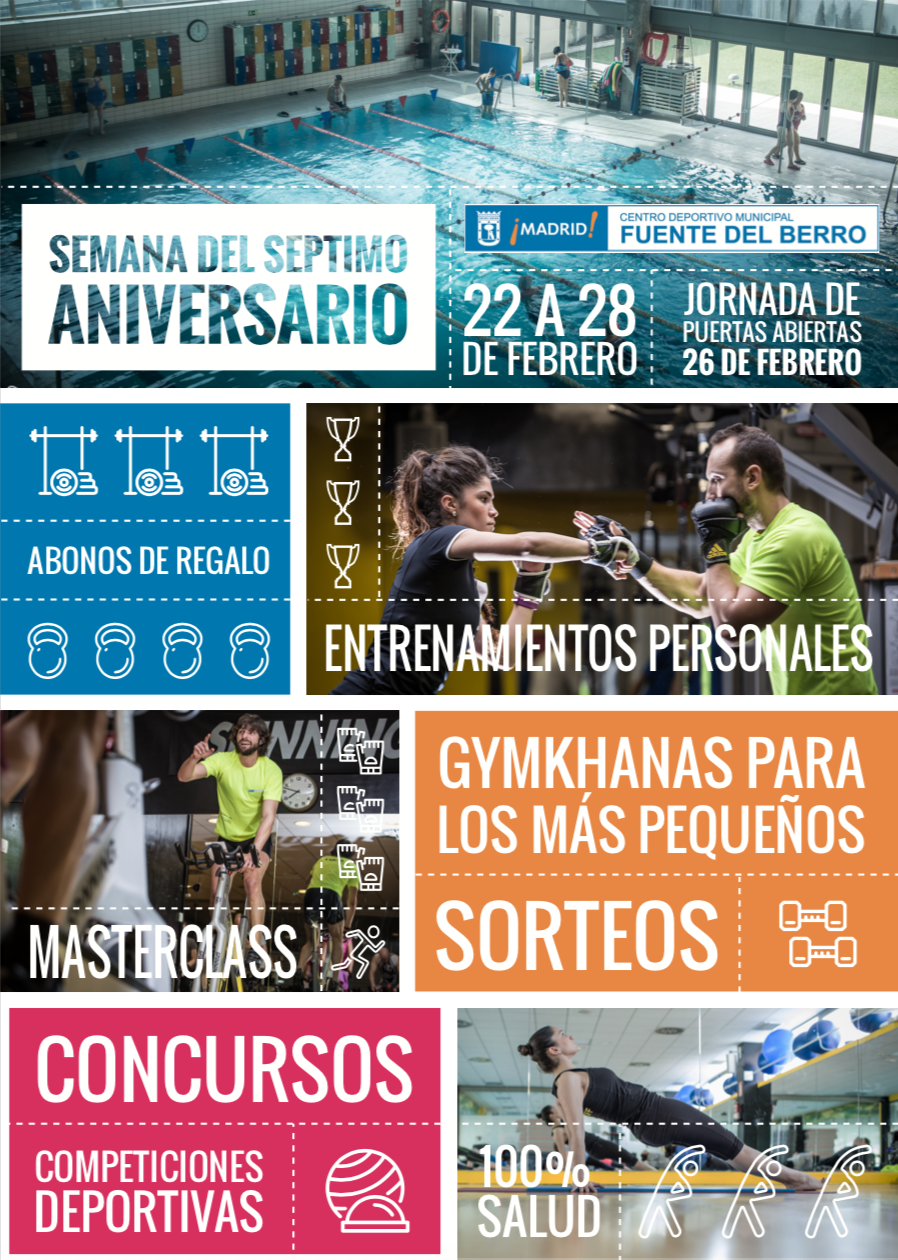 SEMANA DEL SEPTIMO
ANIVERSARIO
¡MADRID!
CENTRO DEPORTIVO MUNICIPAL
FUENTE DEL BERRO
22 A 28
DE FEBRERO
JORNADA DE
PUERTAS ABIERTAS
26 DE FEBRERO
ABONOS DE REGALO
ENTRENAMIENTOS PERSONALES
SPINNING
MASTERCLASS
GYMKHANAS PARA
LOS MÁS PEQUEÑOS
SORTEOS
CONCURSOS
COMPETICIONES
DEPORTIVAS
100%
SALUD